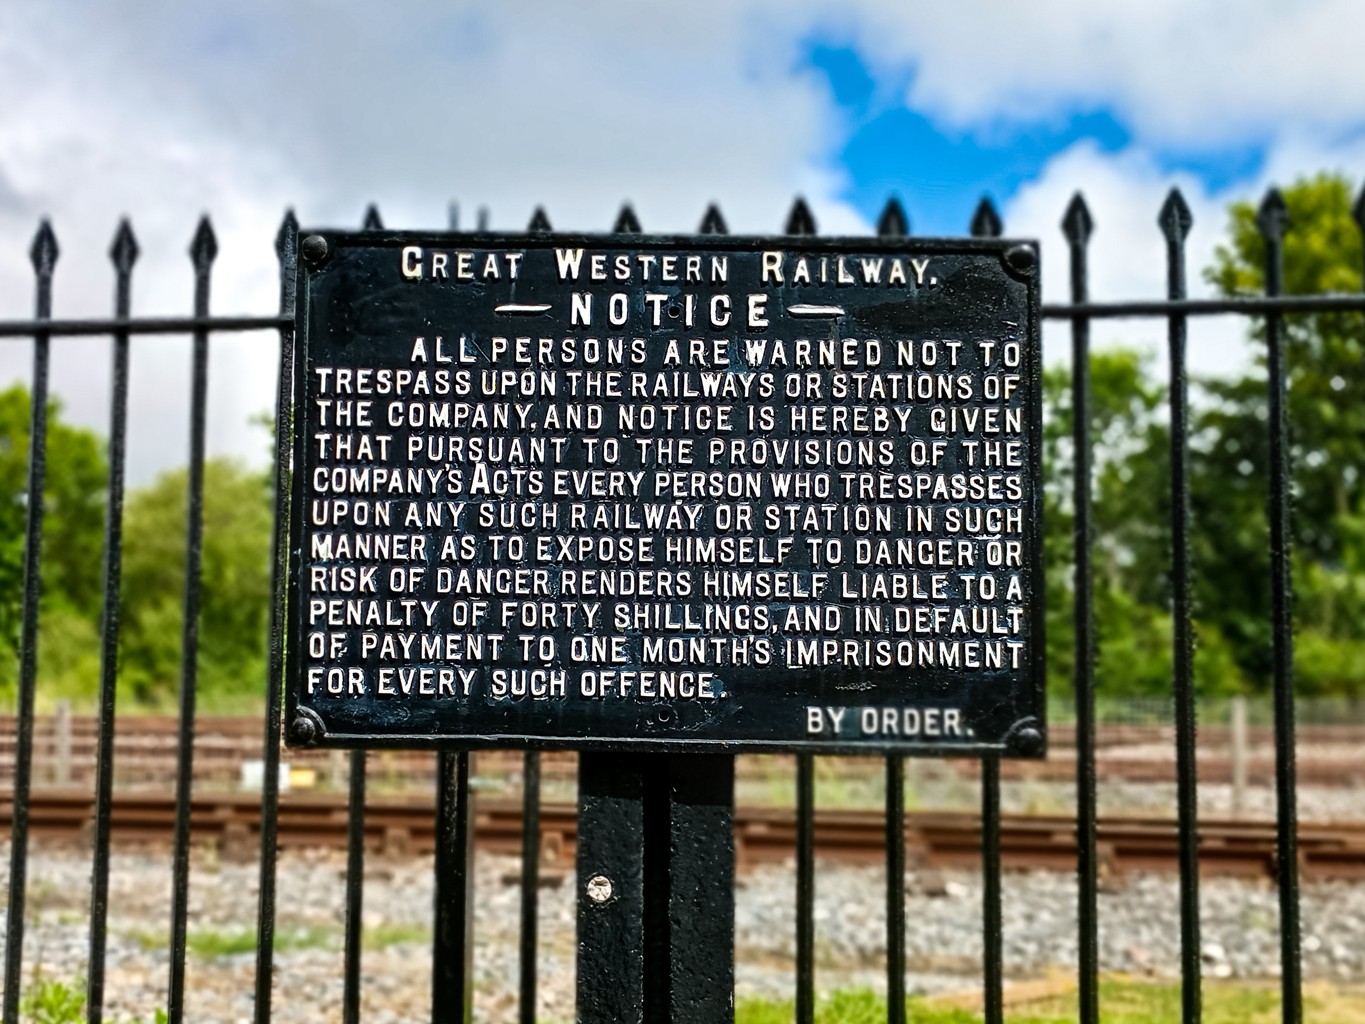 GREAT WESTERN RAILWAY.
— NOTICE —
ALL PERSONS ARE WARNED NOT TO
TRESPASS UPON THE RAILWAYS OR STATIONS OF
THE COMPANY, AND NOTICE IS HEREBY GIVEN
THAT PURSUANT TO THE PROVISIONS OF THE
COMPANY'S ACTS EVERY PERSON WHO TRESPASSES
UPON ANY SUCH RAILWAY OR STATION IN SUCH
MANNER AS TO EXPOSE HIMSELF TO DANGER OR
RISK OF DANGER RENDERS HIMSELF LIABLE TO A
PENALTY OF FORTY SHILLINGS, AND IN DEFAULT
OF PAYMENT TO ONE MONTH'S IMPRISONMENT
FOR EVERY SUCH OFFENCE.
BY ORDER.